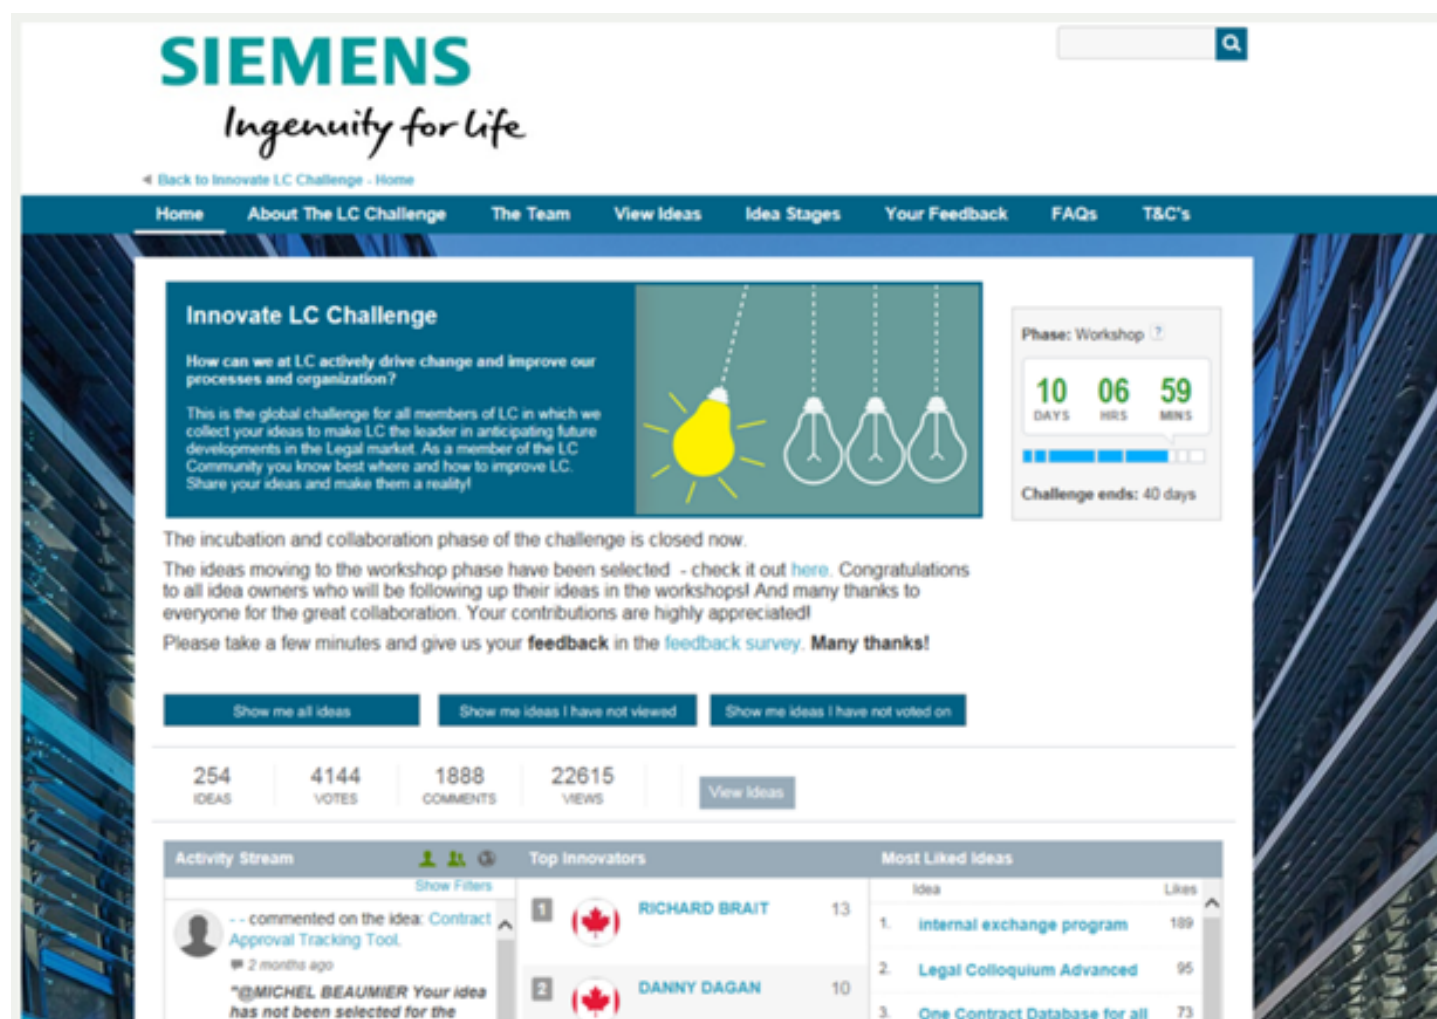 SIEMENS
Ingenuity for life
Back to Innovate LC Challenge - Home
Home About The LC Challenge The Team View Ideas Idea Stages Your Feedback FAQs T&C's
Innovate LC Challenge
How can we at LC actively drive change and improve our
processes and organization?
This is the global challenge for all members of LC in which we
collect your ideas to make LC the leader in anticipating future
developments in the Legal market. As a member of the LC
Community you know best where and how to improve LC.
Share your ideas and make them a reality!
Phase: Workshop ?
10 06 59
DAYS HRS MINS
Challenge ends: 40 days
The incubation and collaboration phase of the challenge is closed now.
The ideas moving to the workshop phase have been selected - check it out here. Congratulations
to all idea owners who will be following up their ideas in the workshops! And many thanks to
everyone for the great collaboration. Your contributions are highly appreciated!
Please take a few minutes and give us your feedback in the feedback survey. Many thanks!
Show me all ideas Show me ideas I have not viewed Show me ideas I have not voted on
254 4144 1888 22615
IDEAS VOTES COMMENTS VIEWS
View Ideas
Activity Stream
Show Filters
- - commented on the idea: Contract
Approval Tracking Tool.
2 months ago
"@MICHEL BEAUMIER Your idea
has not been selected for the
Top Innovators
1 RICHARD BRAIT 13
2 DANNY DAGAN 10
Most Liked Ideas
Idea Likes
1. internal exchange program 189
2. Legal Colloquium Advanced 95
3. One Contract Database for all 73